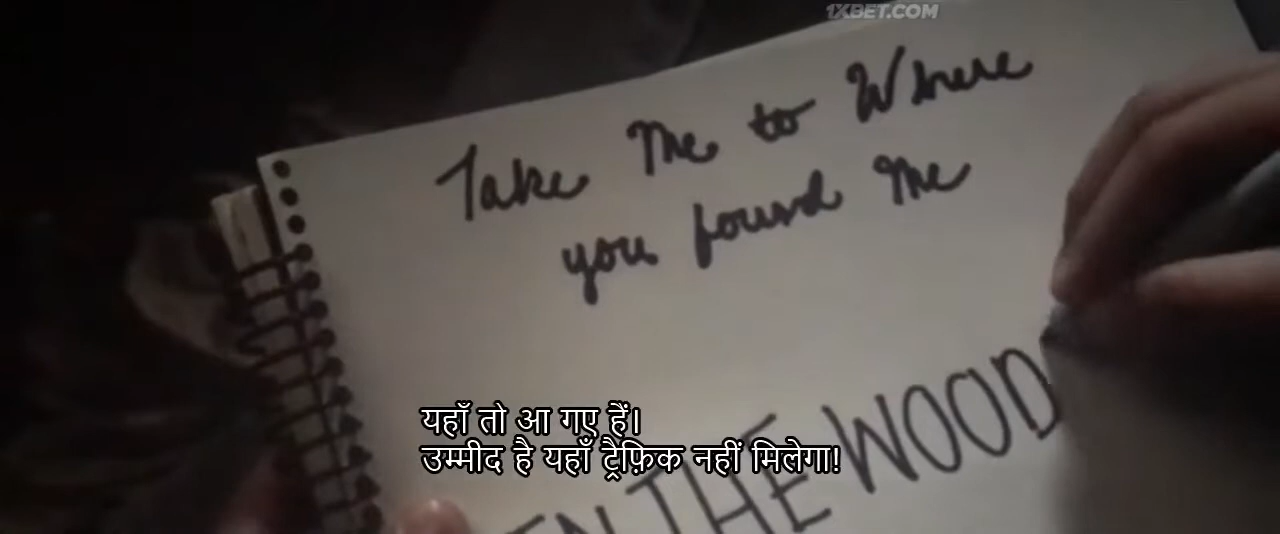 1XBET.COM
Take Me to Where
you found Me
IN THE WOOD
यहाँ तो आ गए हैं।
उम्मीद है यहाँ ट्रैफ़िक नहीं मिलेगा!